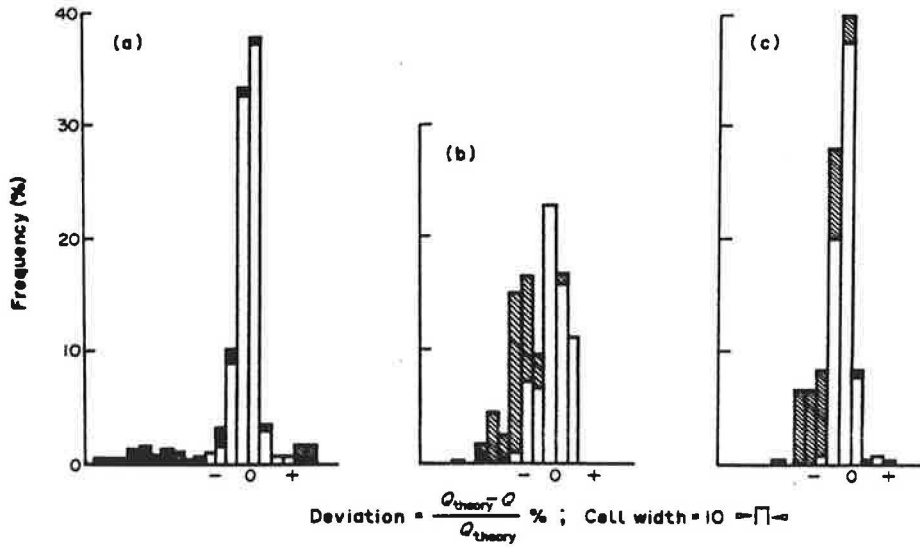 40
30
20
10
0
Frequency (%)
(a)
− 0 +
(b)
− 0 +
(c)
− 0 +
Deviation = Q_theory − Q / Q_theory % ; Cell width = 10